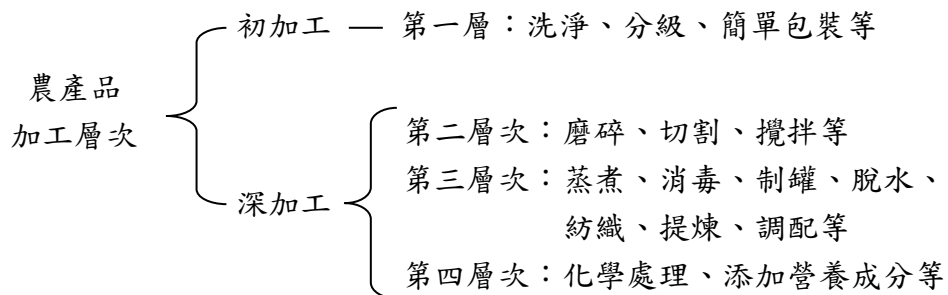 初加工 — 第一層：洗淨、分級、簡單包裝等
農產品
加工層次
第二層次：磨碎、切割、攪拌等
第三層次：蒸煮、消毒、制罐、脫水、
深加工
紡織、提煉、調配等
第四層次：化學處理、添加營養成分等